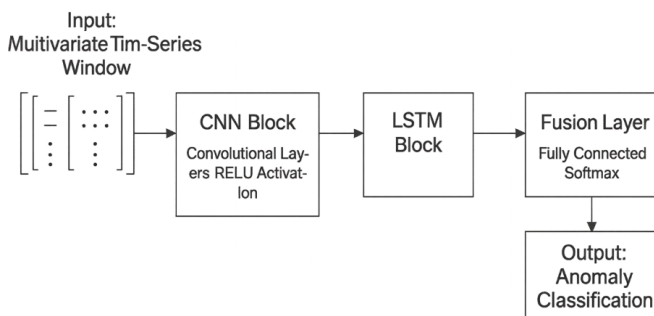 Input:
Muitivariate Tim-Series
Window
CNN Block
Convolutional Lay-
ers RELU Activat-
Ion
LSTM
Block
Fusion Layer
Fully Connected
Softmax
Output:
Anomaly
Classification